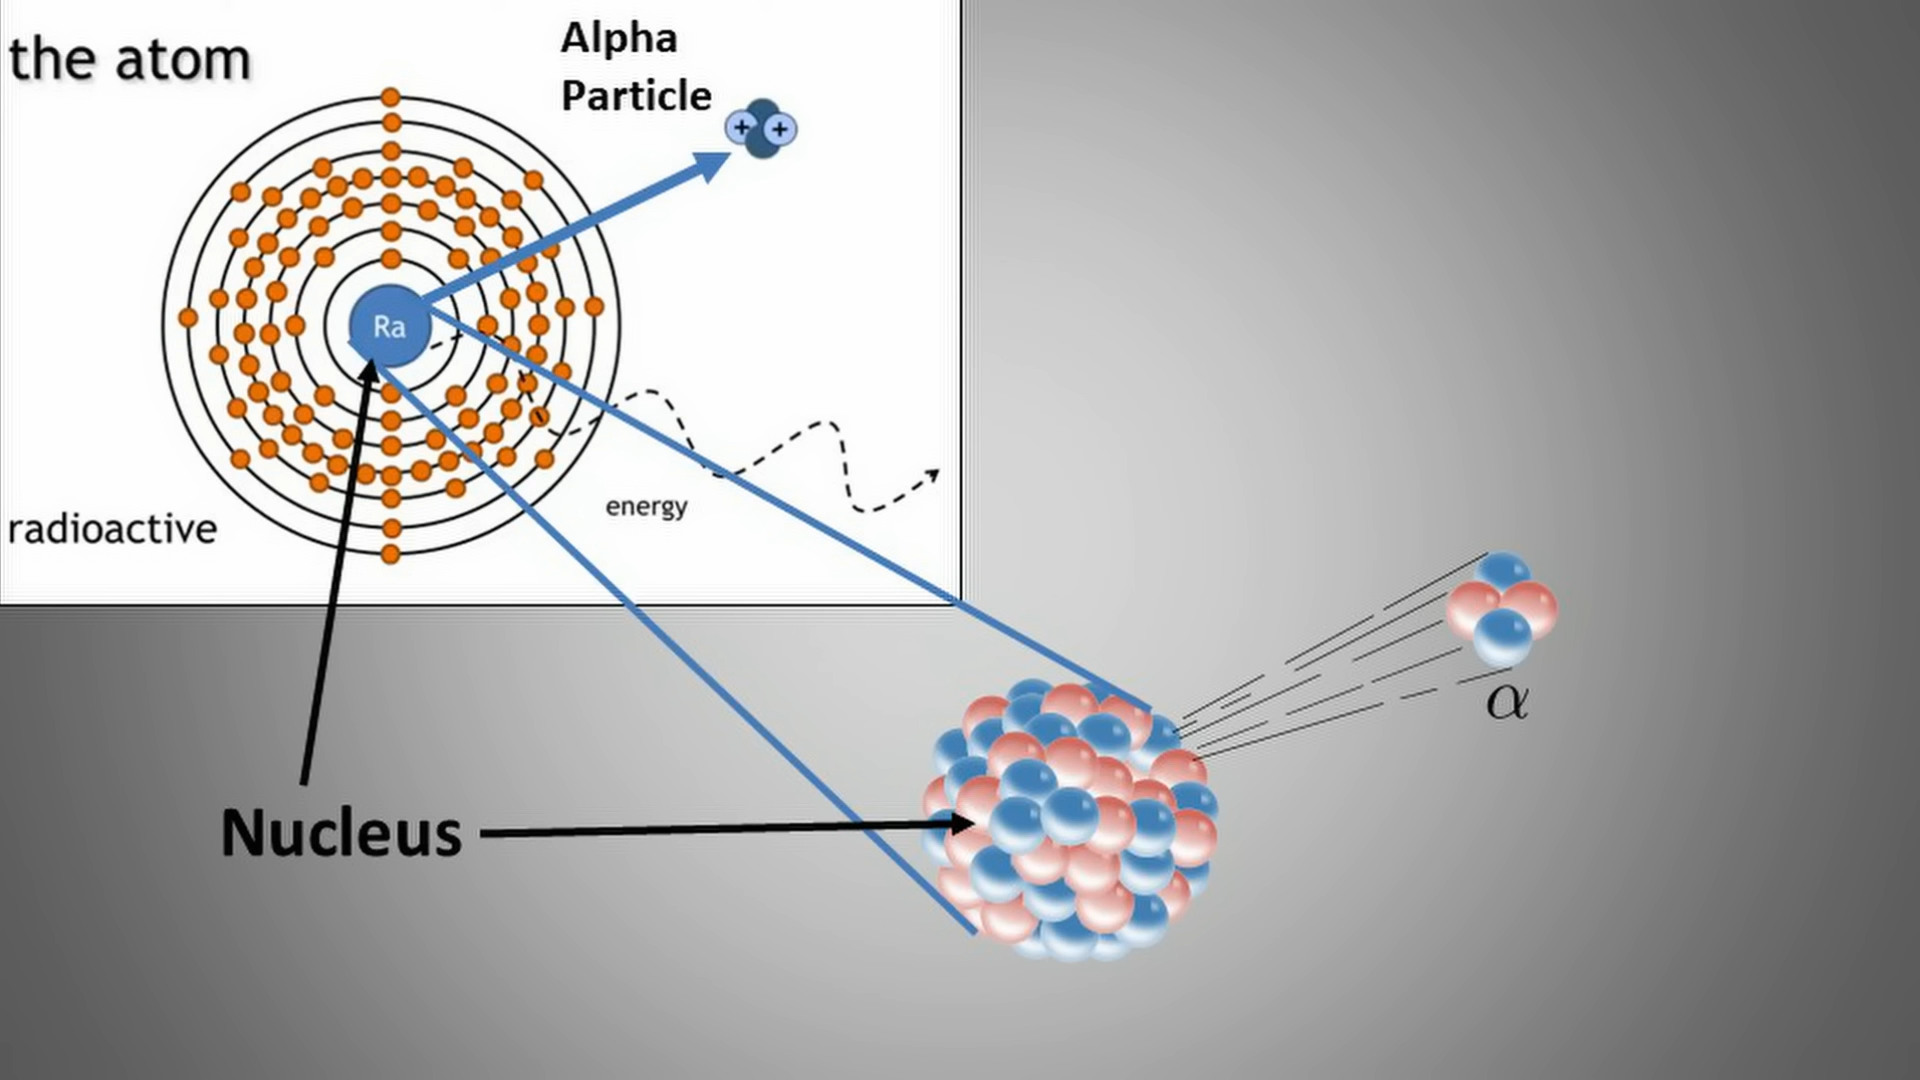 the atom
Alpha
Particle
+ +
Ra
energy
radioactive
Nucleus
α